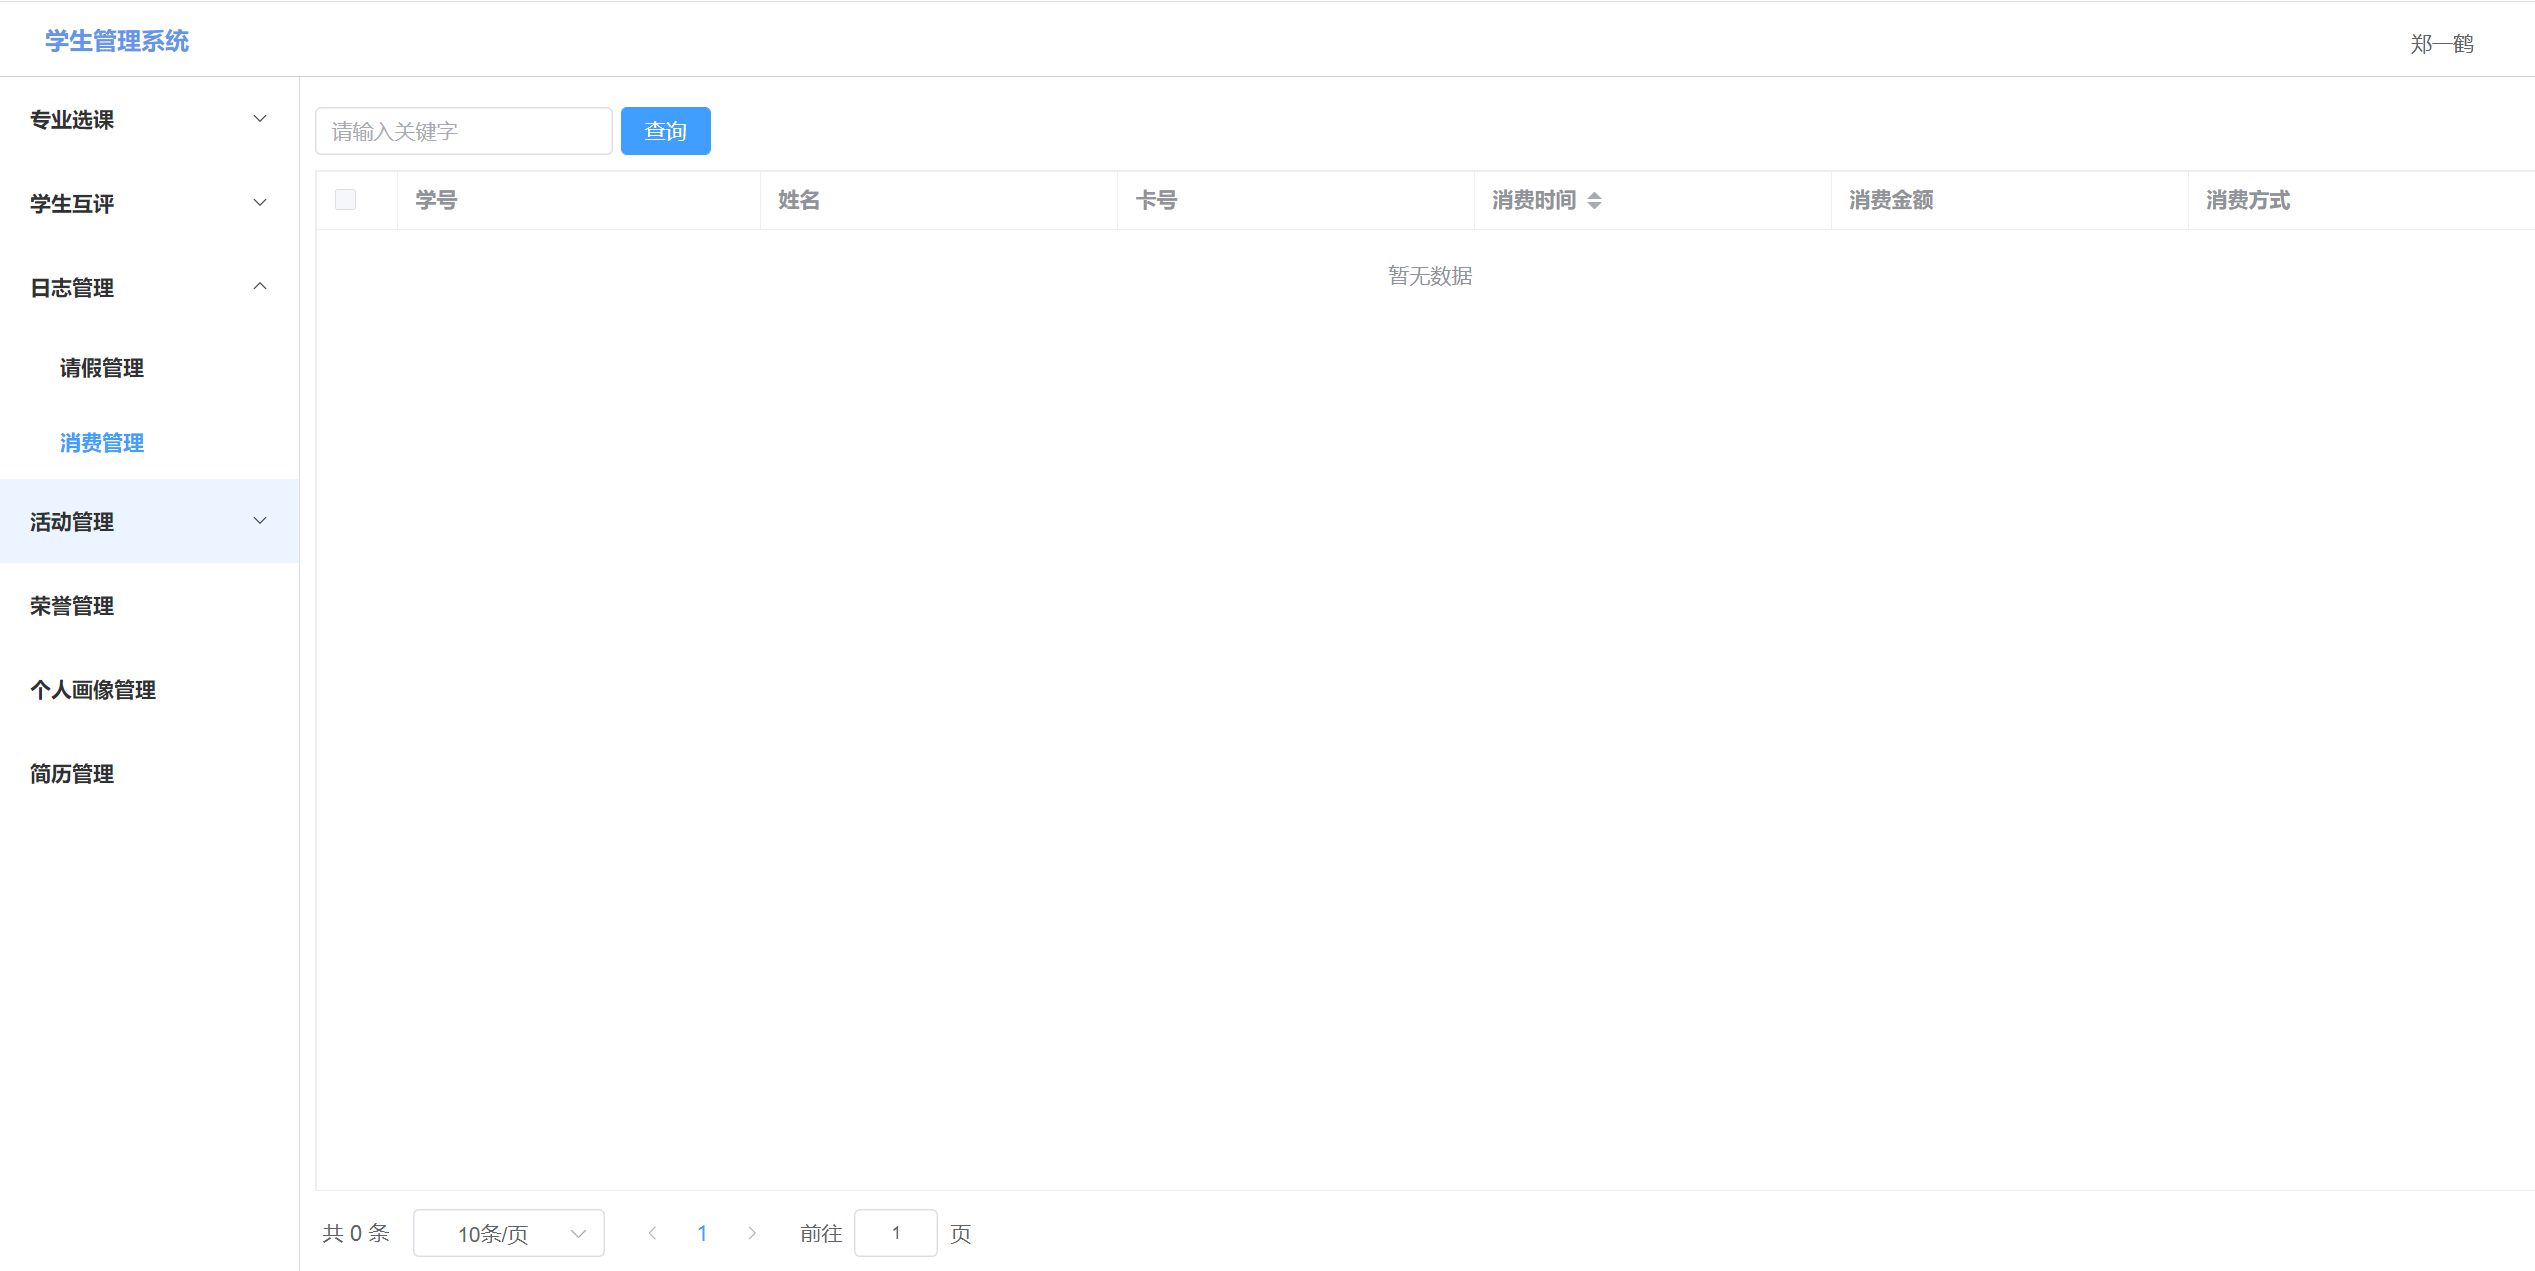 学生管理系统
郑一鹤
专业选课
学生互评
日志管理
请假管理
消费管理
活动管理
荣誉管理
个人画像管理
简历管理
请输入关键字 查询
学号 姓名 卡号 消费时间 消费金额 消费方式
暂无数据
共 0 条 10条/页 1 前往 1 页